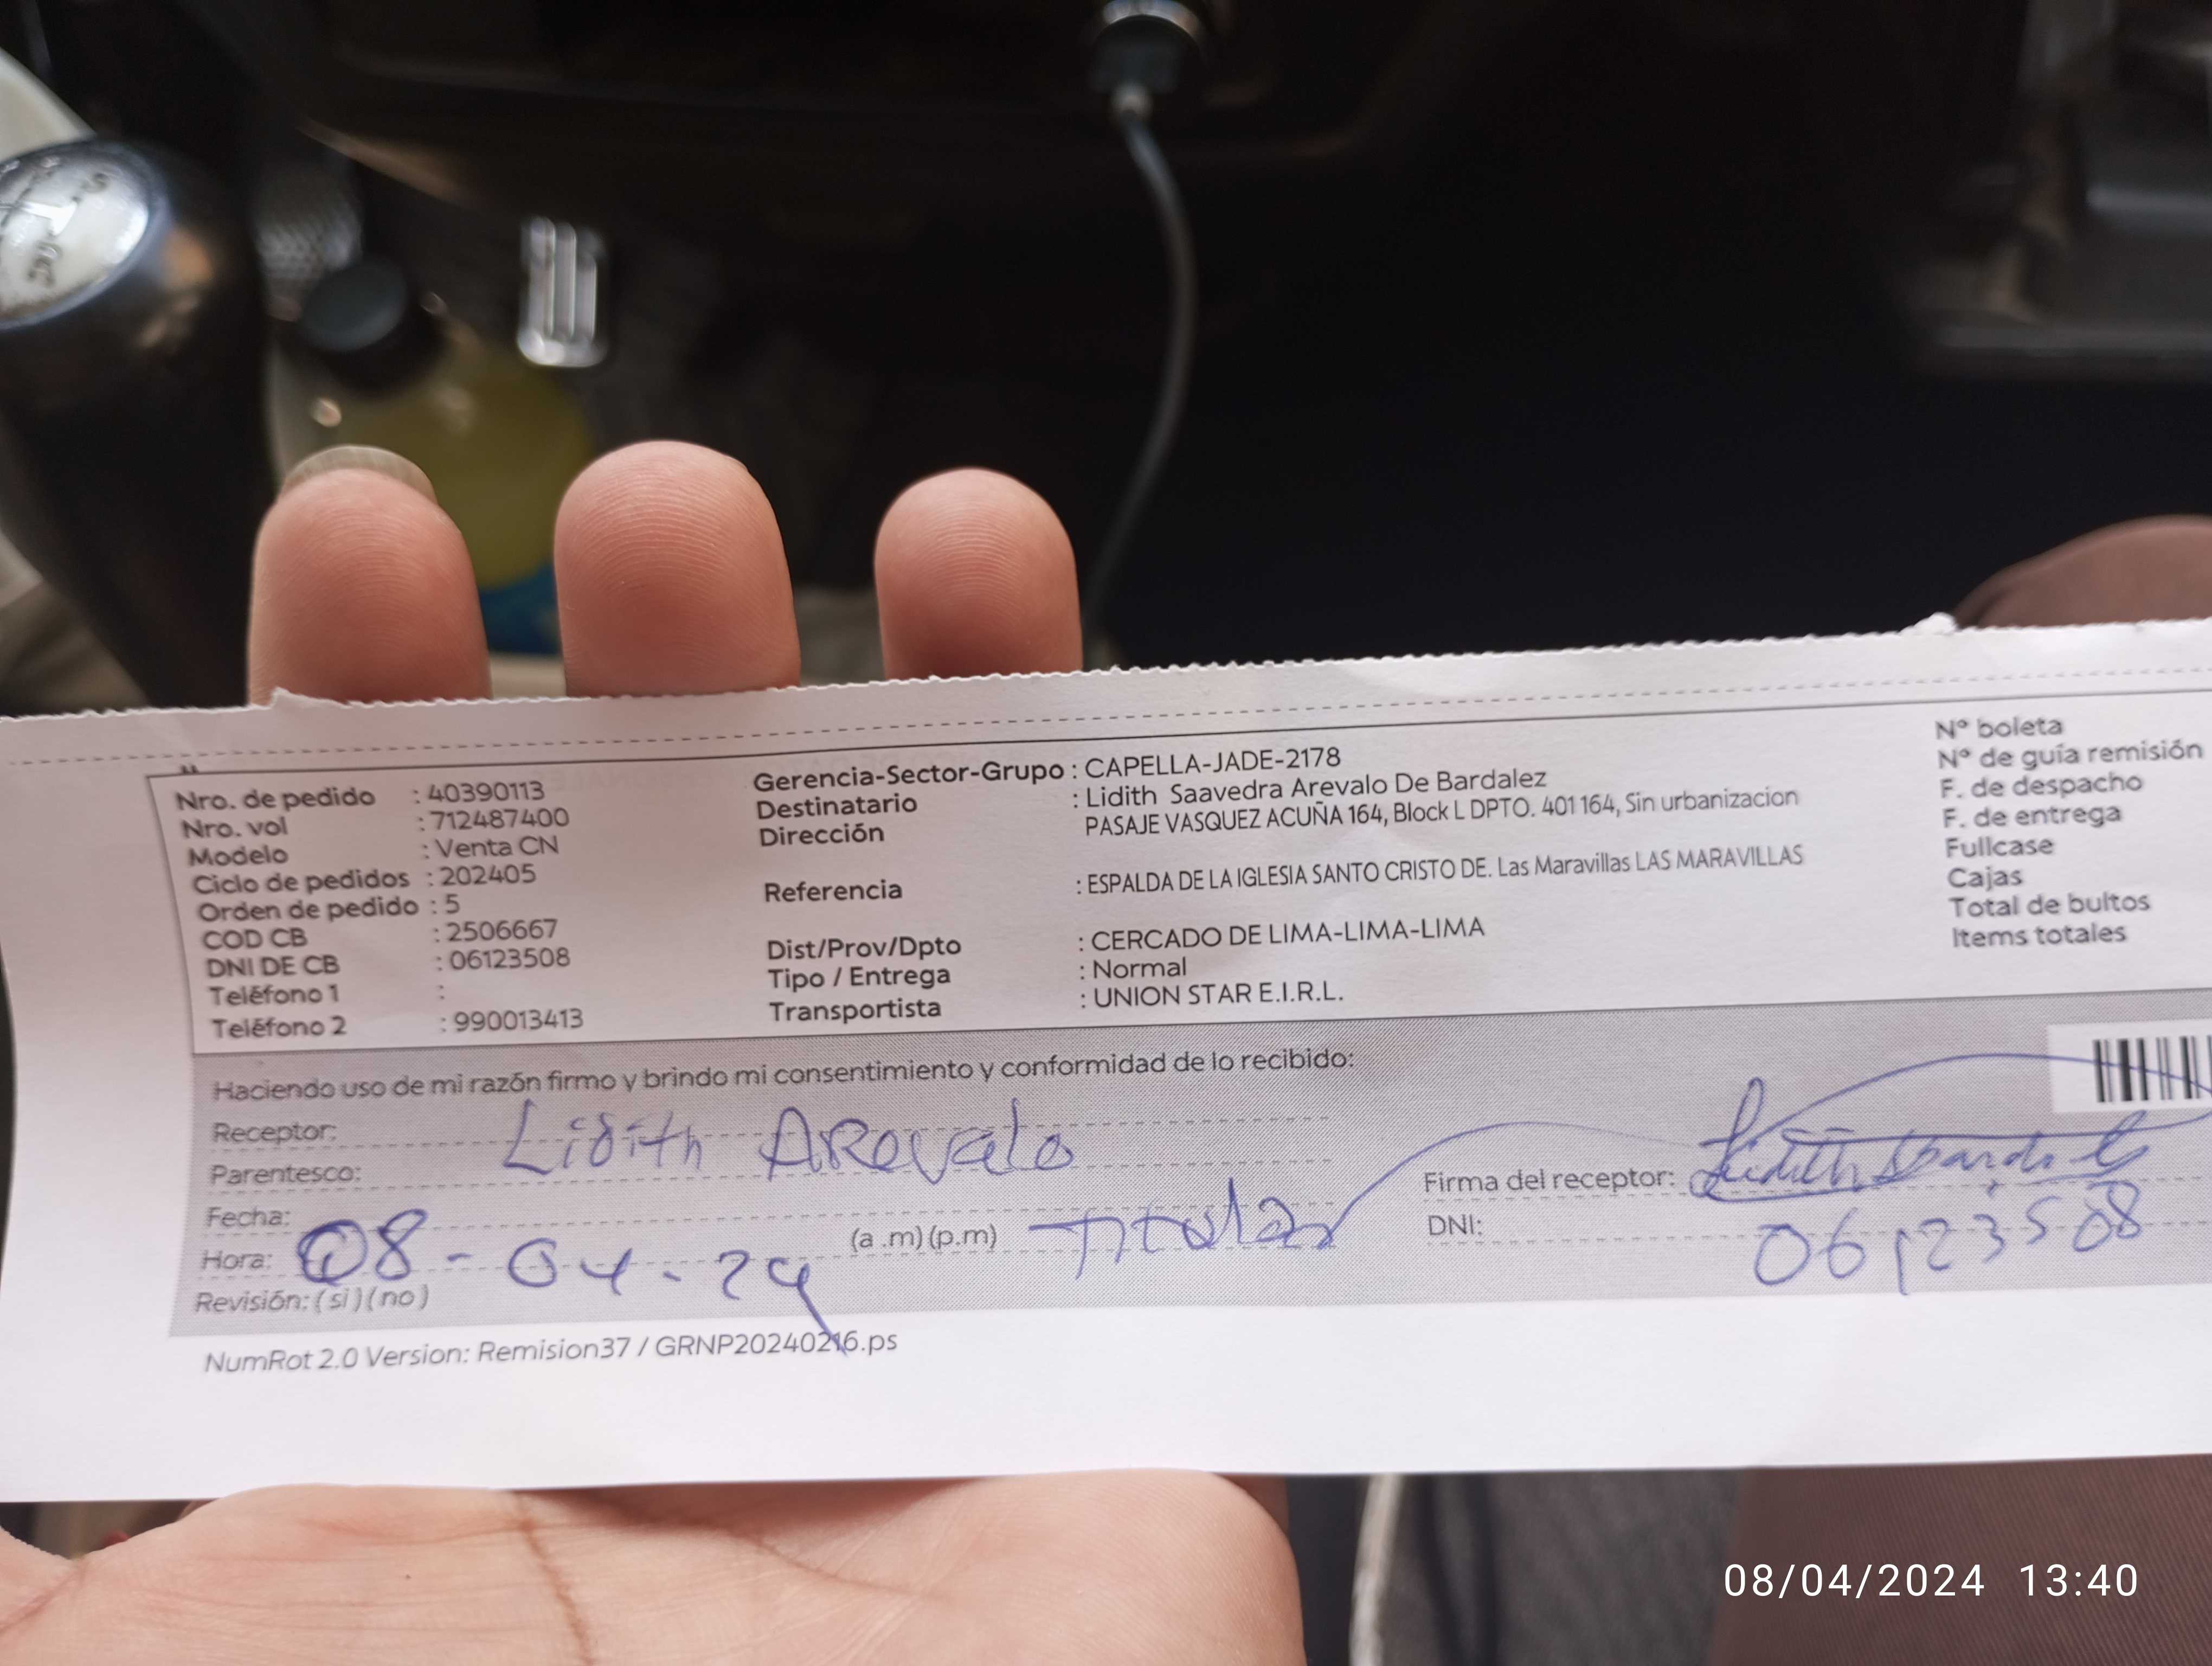 Nro. de pedido : 40390113
Nro. vol : 712487400
Modelo : Venta CN
Ciclo de pedidos : 202405
Orden de pedido : 5
COD CB : 2506667
DNI DE CB : 06123508
Teléfono 1 :
Teléfono 2 : 990013413
Gerencia-Sector-Grupo : CAPELLA-JADE-2178
Destinatario : Lidith Saavedra Arevalo De Bardalez
Dirección PASAJE VASQUEZ ACUÑA 164, Block L DPTO. 401 164, Sin urbanizacion
Referencia : ESPALDA DE LA IGLESIA SANTO CRISTO DE. Las Maravillas LAS MARAVILLAS
Dist/Prov/Dpto : CERCADO DE LIMA-LIMA-LIMA
Tipo / Entrega : Normal
Transportista : UNION STAR E.I.R.L.
Nº boleta
Nº de guía remisión
F. de despacho
F. de entrega
Fullcase
Cajas
Total de bultos
Items totales
Haciendo uso de mi razón firmo y brindo mi consentimiento y conformidad de lo recibido:
Receptor: Lidith Arevalo
Parentesco:
Fecha:
Hora: 08-04-24 (a .m) (p.m) Titular
Revisión: (si) (no)
Firma del receptor: Lidith
DNI: 06123508
NumRot 2.0 Version: Remision37 / GRNP20240216.ps
08/04/2024 13:40